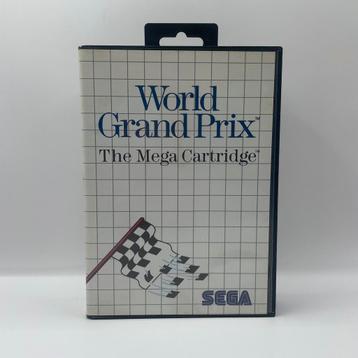 World
Grand Prix™
The Mega Cartridge™
SEGA